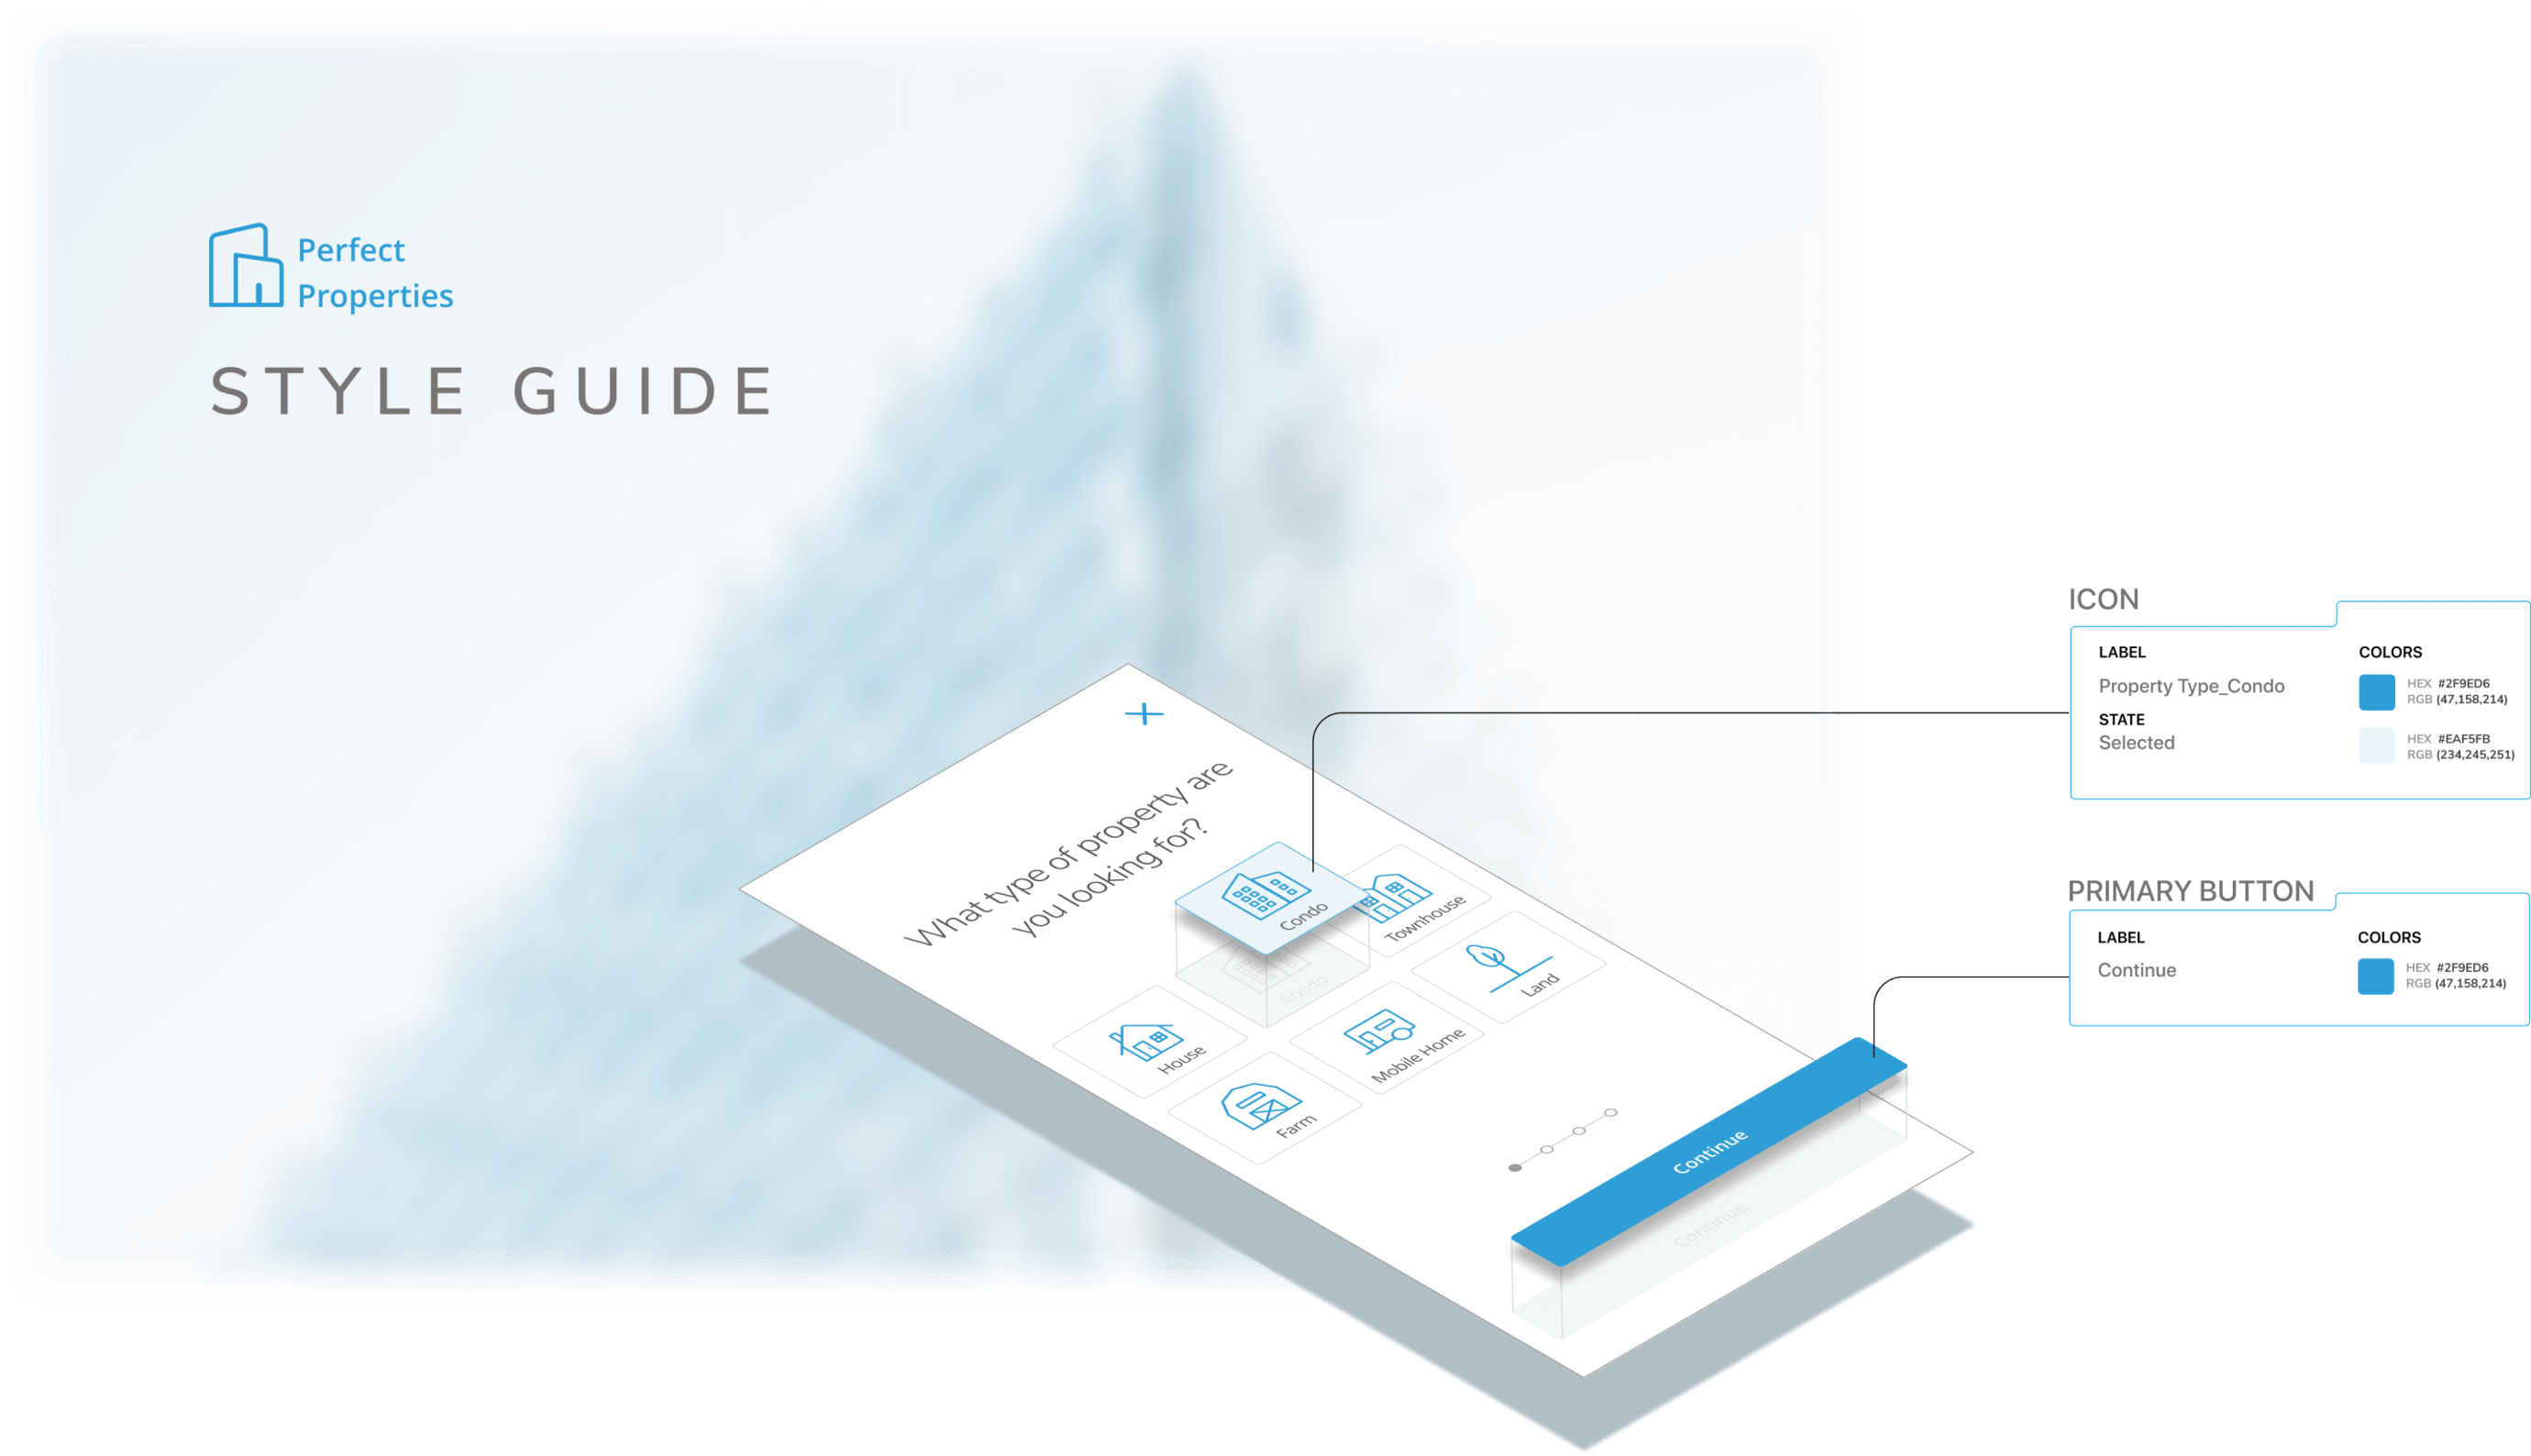 Perfect
Properties
STYLE GUIDE
What type of property are
you looking for?
Condo
Townhouse
Condo
Land
House
Mobile Home
Farm
Continue
Continue
ICON
LABEL
Property Type_Condo
STATE
Selected
COLORS
HEX #2F9ED6
RGB (47,158,214)
HEX #EAF5FB
RGB (234,245,251)
PRIMARY BUTTON
LABEL
Continue
COLORS
HEX #2F9ED6
RGB (47,158,214)